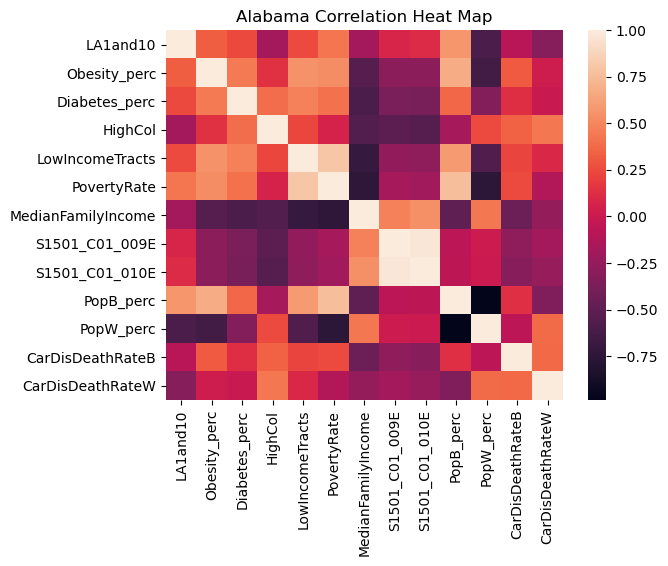 Alabama Correlation Heat Map
LA1and10
Obesity_perc
Diabetes_perc
HighCol
LowIncomeTracts
PovertyRate
MedianFamilyIncome
S1501_C01_009E
S1501_C01_010E
PopB_perc
PopW_perc
CarDisDeathRateB
CarDisDeathRateW
LA1and10
Obesity_perc
Diabetes_perc
HighCol
LowIncomeTracts
PovertyRate
MedianFamilyIncome
S1501_C01_009E
S1501_C01_010E
PopB_perc
PopW_perc
CarDisDeathRateB
CarDisDeathRateW
1.00
0.75
0.50
0.25
0.00
−0.25
−0.50
−0.75